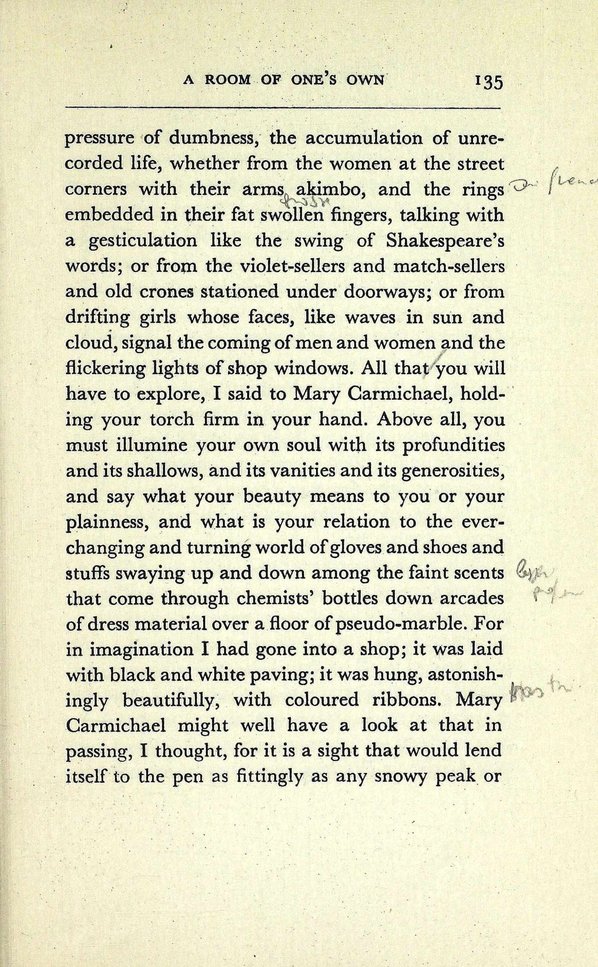 A ROOM OF ONE'S OWN 135
pressure of dumbness, the accumulation of unre-
corded life, whether from the women at the street
corners with their arms akimbo, and the rings
embedded in their fat swollen fingers, talking with
a gesticulation like the swing of Shakespeare's
words; or from the violet-sellers and match-sellers
and old crones stationed under doorways; or from
drifting girls whose faces, like waves in sun and
cloud, signal the coming of men and women and the
flickering lights of shop windows. All that you will
have to explore, I said to Mary Carmichael, hold-
ing your torch firm in your hand. Above all, you
must illumine your own soul with its profundities
and its shallows, and its vanities and its generosities,
and say what your beauty means to you or your
plainness, and what is your relation to the ever-
changing and turning world of gloves and shoes and
stuffs swaying up and down among the faint scents
that come through chemists' bottles down arcades
of dress material over a floor of pseudo-marble. For
in imagination I had gone into a shop; it was laid
with black and white paving; it was hung, astonish-
ingly beautifully, with coloured ribbons. Mary
Carmichael might well have a look at that in
passing, I thought, for it is a sight that would lend
itself to the pen as fittingly as any snowy peak or